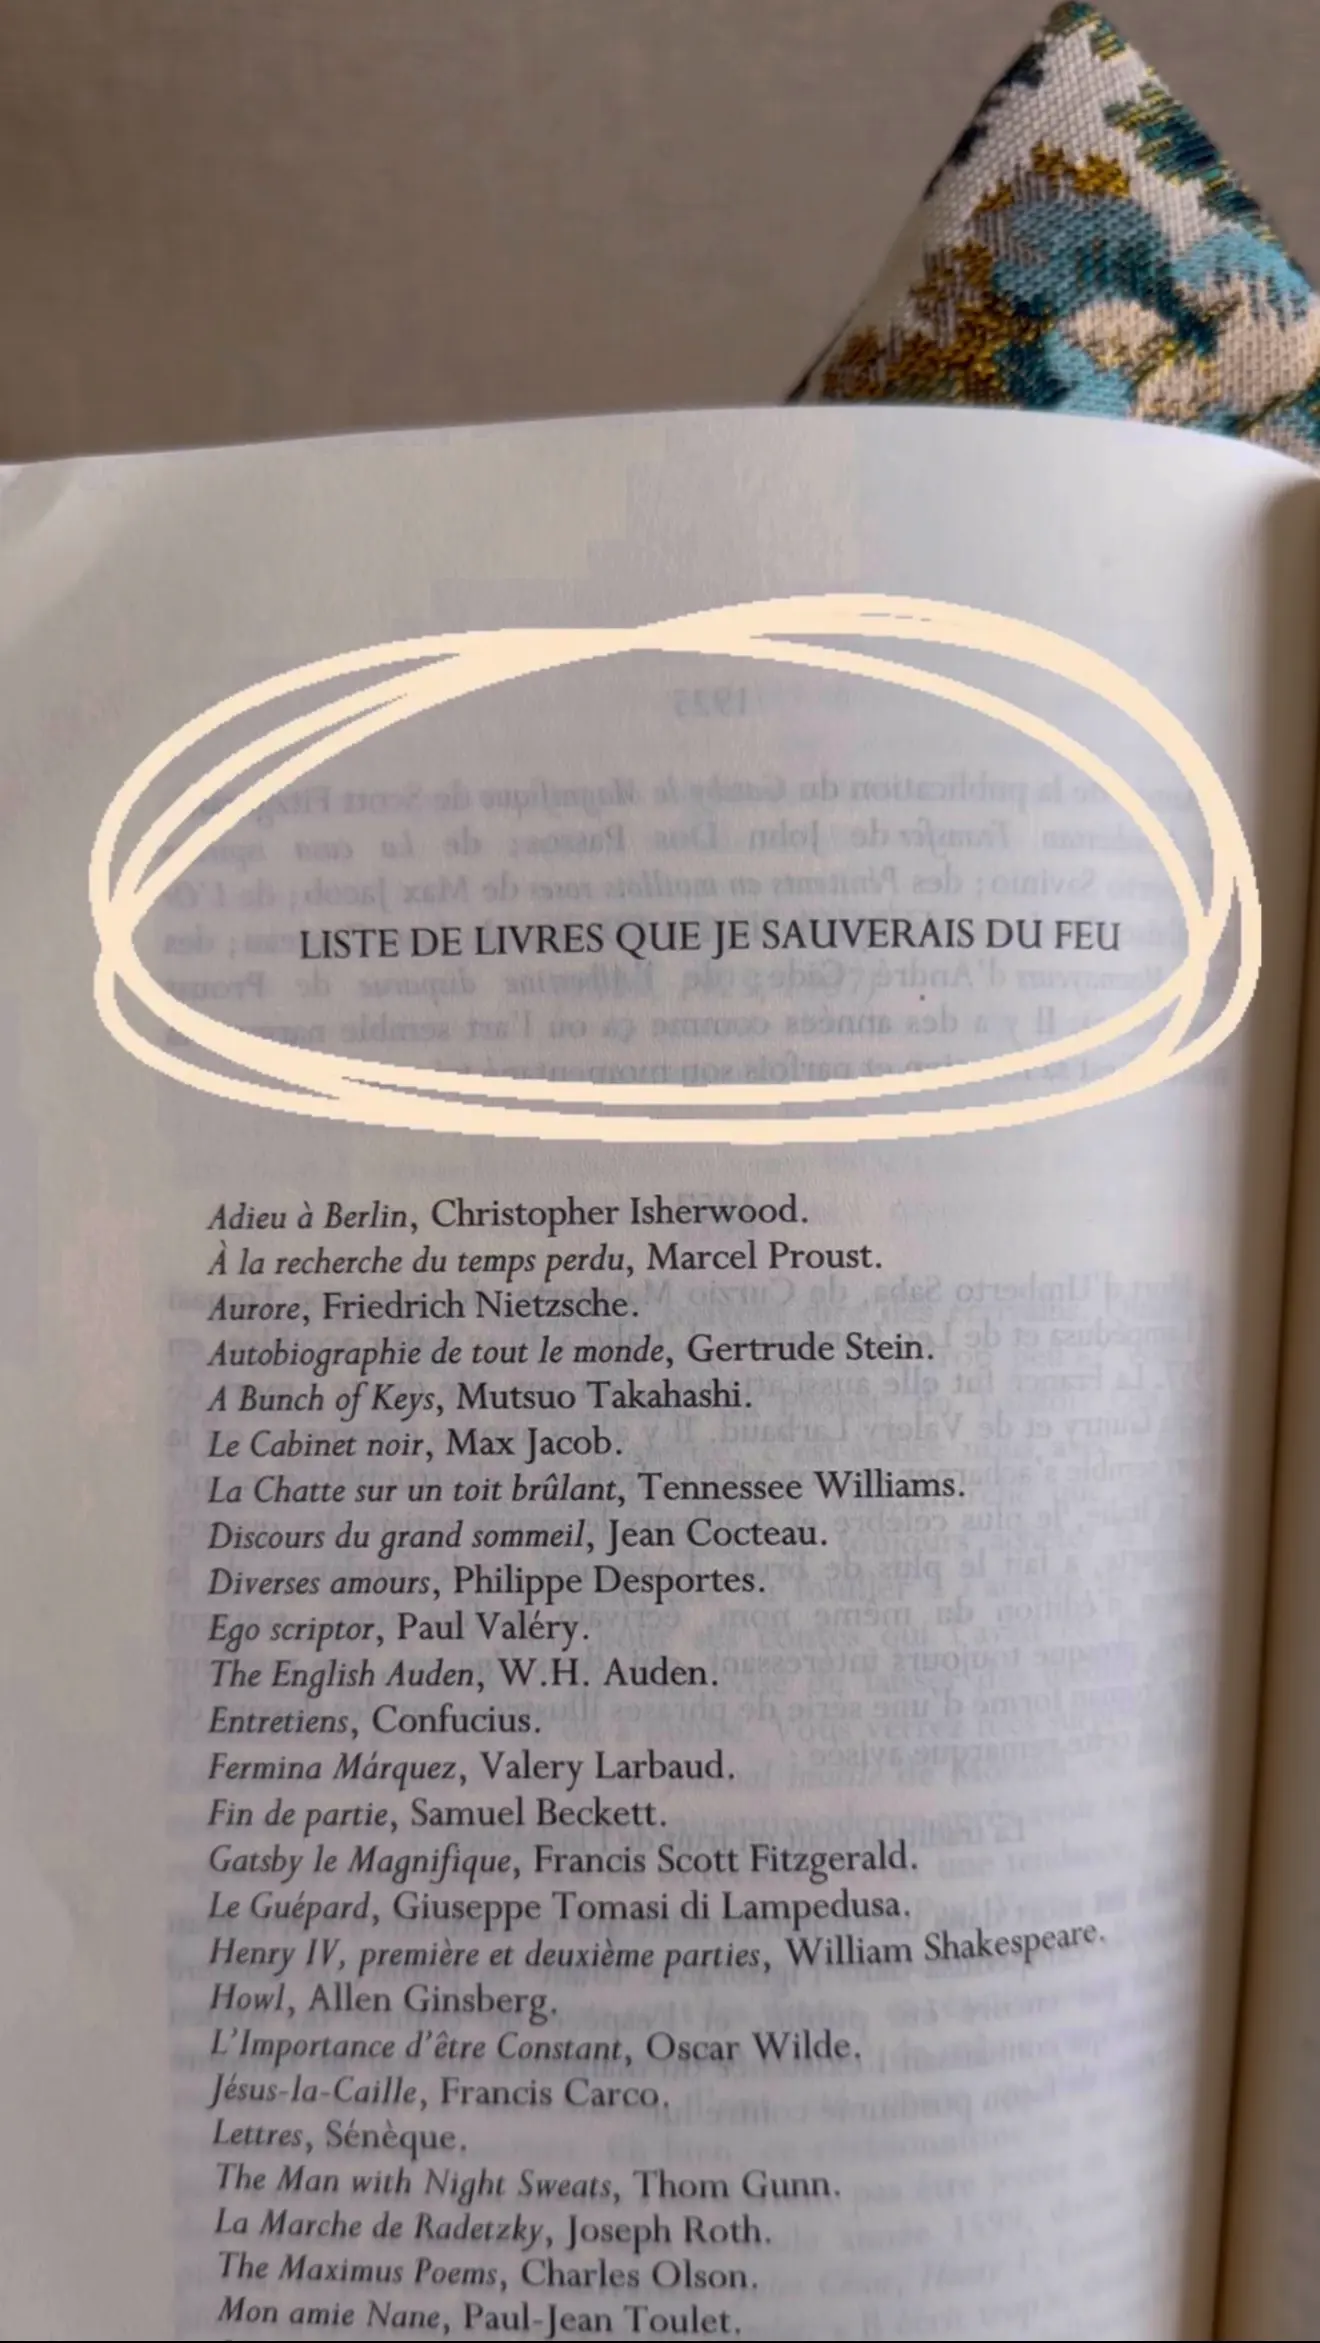 LISTE DE LIVRES QUE JE SAUVERAIS DU FEU
Adieu à Berlin, Christopher Isherwood.
À la recherche du temps perdu, Marcel Proust.
Aurore, Friedrich Nietzsche.
Autobiographie de tout le monde, Gertrude Stein.
A Bunch of Keys, Mutsuo Takahashi.
Le Cabinet noir, Max Jacob.
La Chatte sur un toit brûlant, Tennessee Williams.
Discours du grand sommeil, Jean Cocteau.
Diverses amours, Philippe Desportes.
Ego scriptor, Paul Valéry.
The English Auden, W.H. Auden.
Entretiens, Confucius.
Fermina Márquez, Valery Larbaud.
Fin de partie, Samuel Beckett.
Gatsby le Magnifique, Francis Scott Fitzgerald.
Le Guépard, Giuseppe Tomasi di Lampedusa.
Henry IV, première et deuxième parties, William Shakespeare.
Howl, Allen Ginsberg.
L'Importance d'être Constant, Oscar Wilde.
Jésus-la-Caille, Francis Carco.
Lettres, Sénèque.
The Man with Night Sweats, Thom Gunn.
La Marche de Radetzky, Joseph Roth.
The Maximus Poems, Charles Olson.
Mon amie Nane, Paul-Jean Toulet.